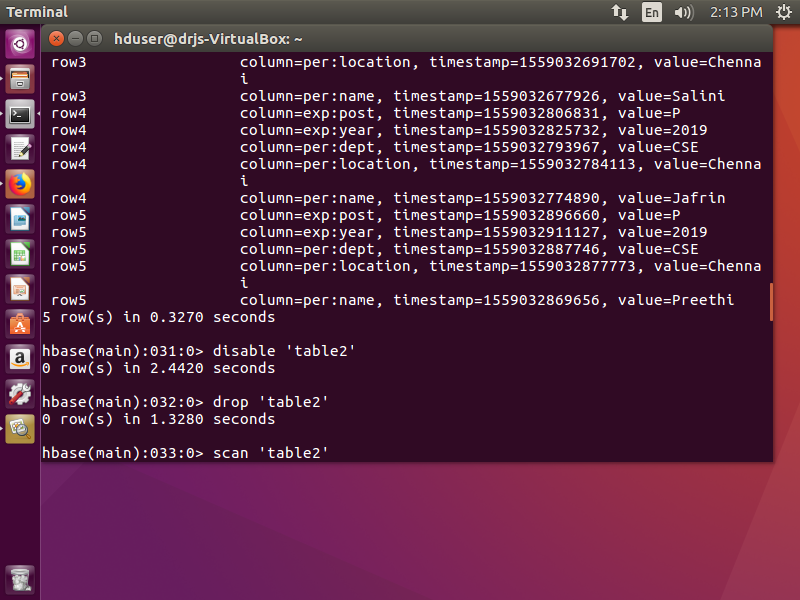 Terminal
En
2:13 PM
hduser@drjs-VirtualBox: ~
row3 column=per:location, timestamp=1559032691702, value=Chenna
i
row3 column=per:name, timestamp=1559032677926, value=Salini
row4 column=exp:post, timestamp=1559032806831, value=P
row4 column=exp:year, timestamp=1559032825732, value=2019
row4 column=per:dept, timestamp=1559032793967, value=CSE
row4 column=per:location, timestamp=1559032784113, value=Chenna
i
row4 column=per:name, timestamp=1559032774890, value=Jafrin
row5 column=exp:post, timestamp=1559032896660, value=P
row5 column=exp:year, timestamp=1559032911127, value=2019
row5 column=per:dept, timestamp=1559032887746, value=CSE
row5 column=per:location, timestamp=1559032877773, value=Chenna
i
row5 column=per:name, timestamp=1559032869656, value=Preethi
5 row(s) in 0.3270 seconds
hbase(main):031:0> disable 'table2'
0 row(s) in 2.4420 seconds
hbase(main):032:0> drop 'table2'
0 row(s) in 1.3280 seconds
hbase(main):033:0> scan 'table2'